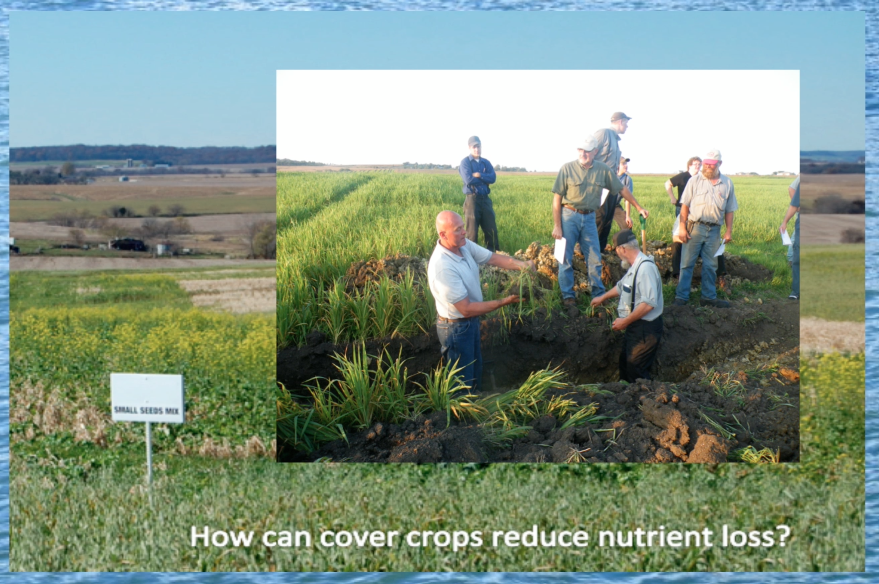 SMALL SEEDS MIX
How can cover crops reduce nutrient loss?